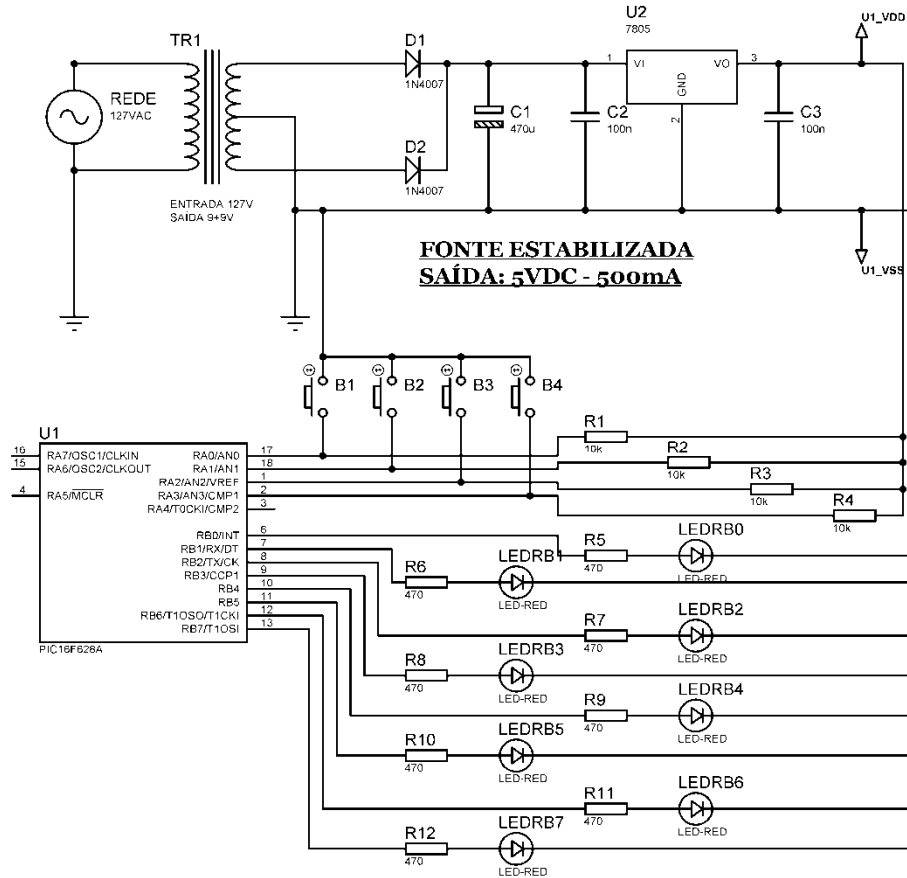 U2
7805
U1_VDD
TR1
D1
1N4007
1
VI
VO
3
GND
2
REDE
127VAC
C1
470u
C2
100n
C3
100n
D2
1N4007
ENTRADA 127V
SAÍDA 9+9V
FONTE ESTABILIZADA
SAÍDA: 5VDC - 500mA
U1_VSS
B1
B2
B3
B4
U1
16
RA7/OSC1/CLKIN
RA0/AN0
17
15
RA6/OSC2/CLKOUT
RA1/AN1
18
RA2/AN2/VREF
1
4
RA5/MCLR
RA3/AN3/CMP1
2
RA4/T0CKI/CMP2
3
RB0/INT
6
RB1/RX/DT
7
RB2/TX/CK
8
RB3/CCP1
9
RB4
10
RB5
11
RB6/T1OSO/T1CKI
12
RB7/T1OSI
13
PIC16F628A
R1
10k
R2
10k
R3
10k
R4
10k
R5
470
LEDRB0
LED-RED
R6
470
LEDRB1
LED-RED
R7
470
LEDRB2
LED-RED
R8
470
LEDRB3
LED-RED
R9
470
LEDRB4
LED-RED
R10
470
LEDRB5
LED-RED
R11
470
LEDRB6
LED-RED
R12
470
LEDRB7
LED-RED